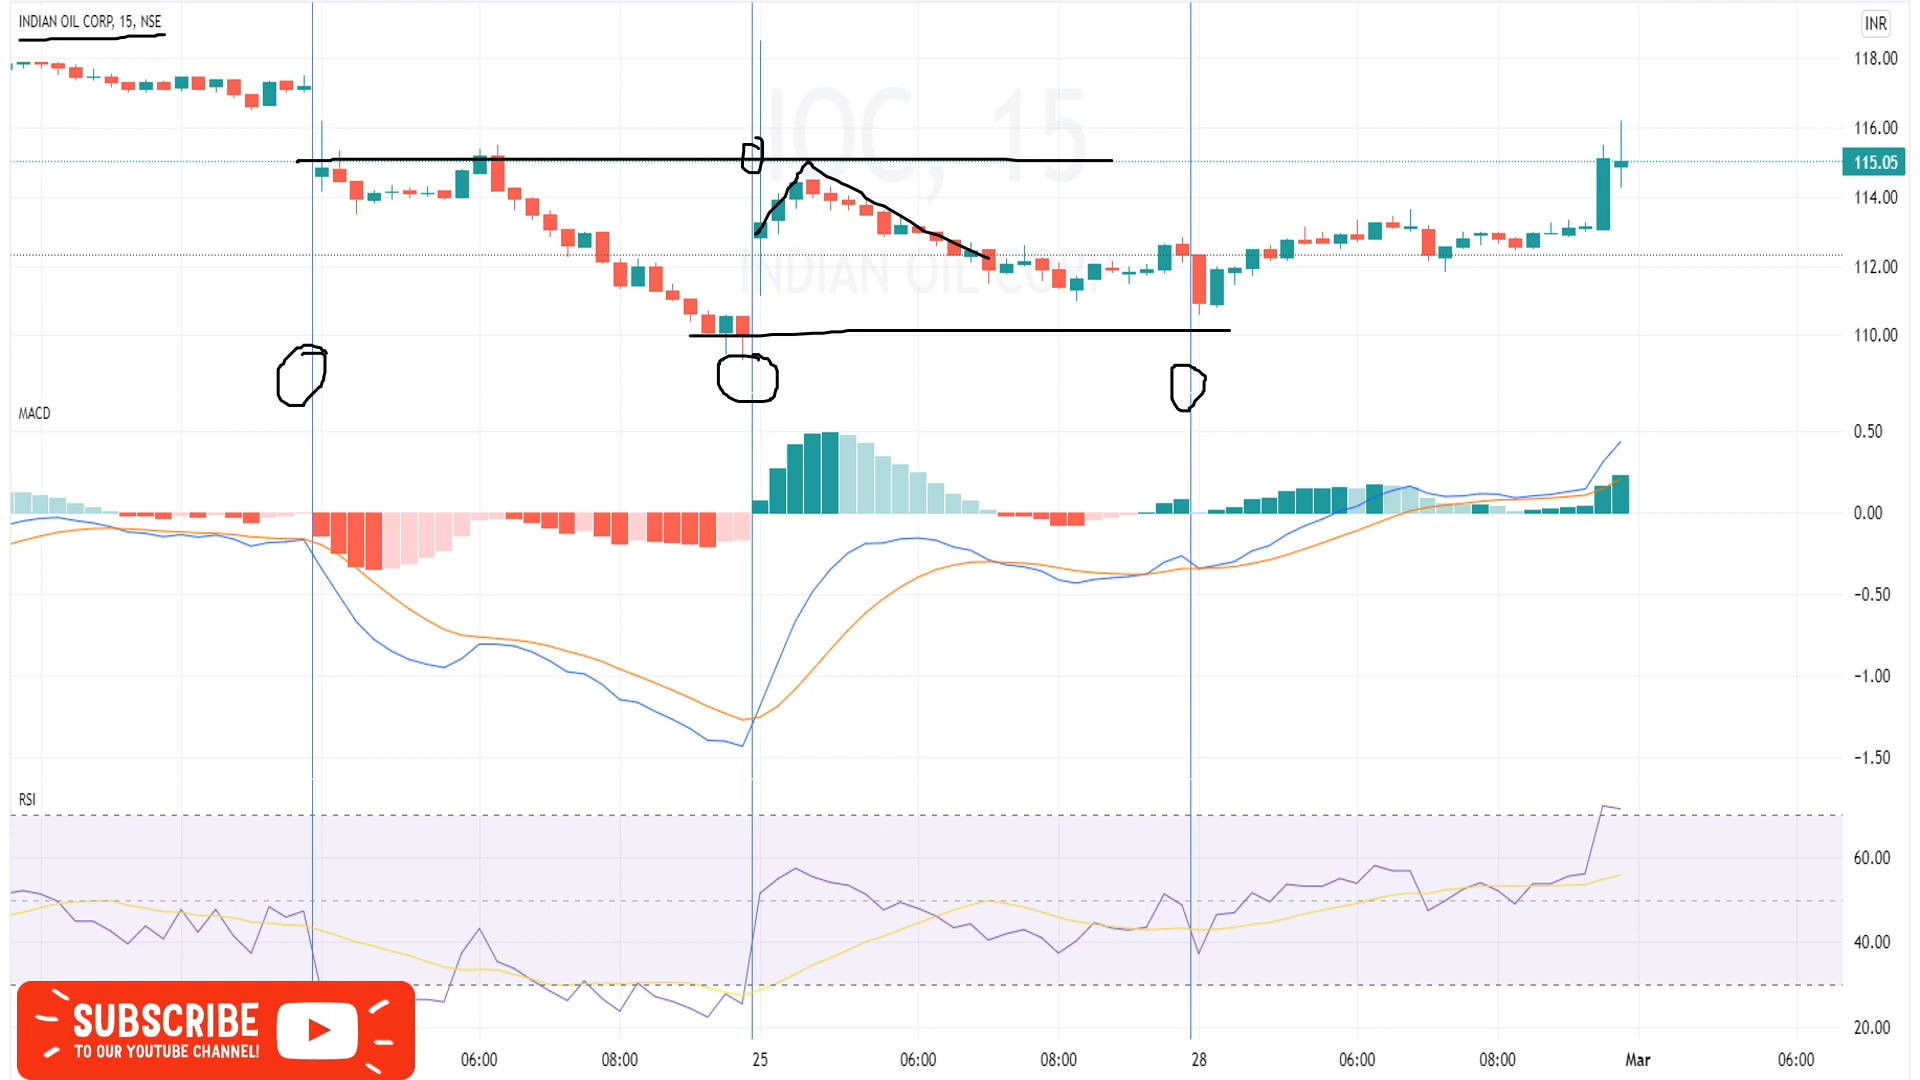 INDIAN OIL CORP, 15, NSE
INR
118.00
IOC, 15
116.00
115.05
114.00
INDIAN OIL CORP
112.00
110.00
MACD
0.50
0.00
-0.50
-1.00
-1.50
RSI
60.00
40.00
20.00
SUBSCRIBE
TO OUR YOUTUBE CHANNEL!
06:00 08:00 25 06:00 08:00 28 06:00 08:00 Mar 06:00